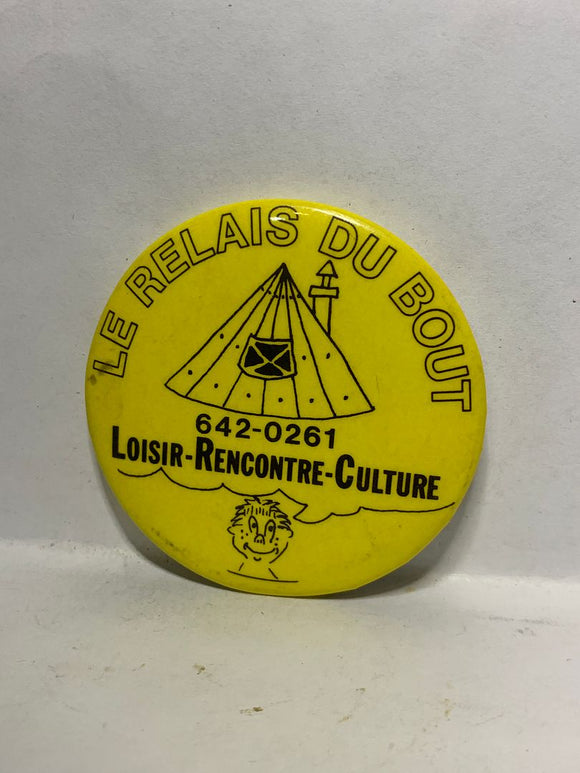 LE RELAIS DU BOUT
642-0261
LOISIR-RENCONTRE-CULTURE